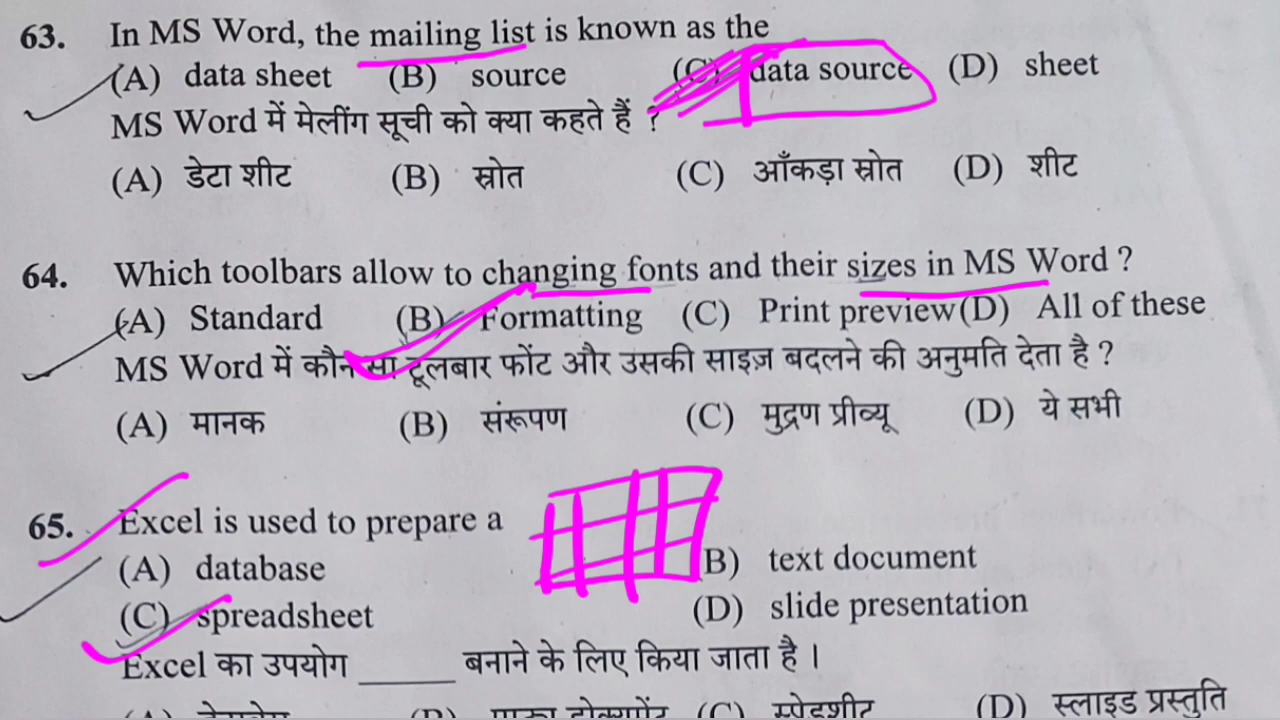 63. In MS Word, the mailing list is known as the
(A) data sheet (B) source (C) data source (D) sheet
MS Word में मेलींग सूची को क्या कहते हैं ?
(A) डेटा शीट (B) स्रोत (C) आँकड़ा स्रोत (D) शीट
64. Which toolbars allow to changing fonts and their sizes in MS Word ?
(A) Standard (B) Formatting (C) Print preview (D) All of these
MS Word में कौन सा टूलबार फोंट और उसकी साइज़ बदलने की अनुमति देता है ?
(A) मानक (B) संरूपण (C) मुद्रण प्रीव्यू (D) ये सभी
65. Excel is used to prepare a
(A) database (B) text document
(C) spreadsheet (D) slide presentation
Excel का उपयोग ______ बनाने के लिए किया जाता है ।
(C) स्प्रेडशीट (D) स्लाइड प्रस्तुति